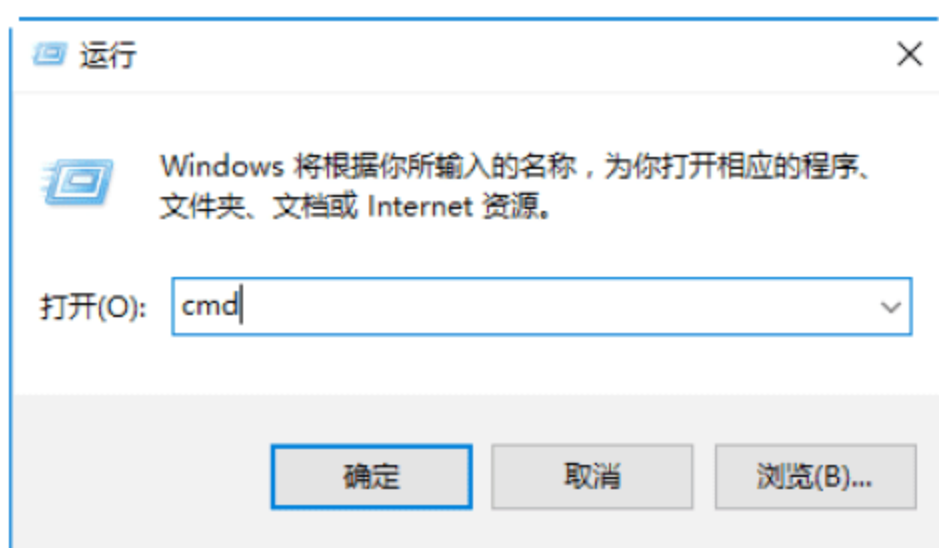 运行
Windows 将根据你所输入的名称，为你打开相应的程序、
文件夹、文档或 Internet 资源。
打开(O): cmd
确定 取消 浏览(B)...